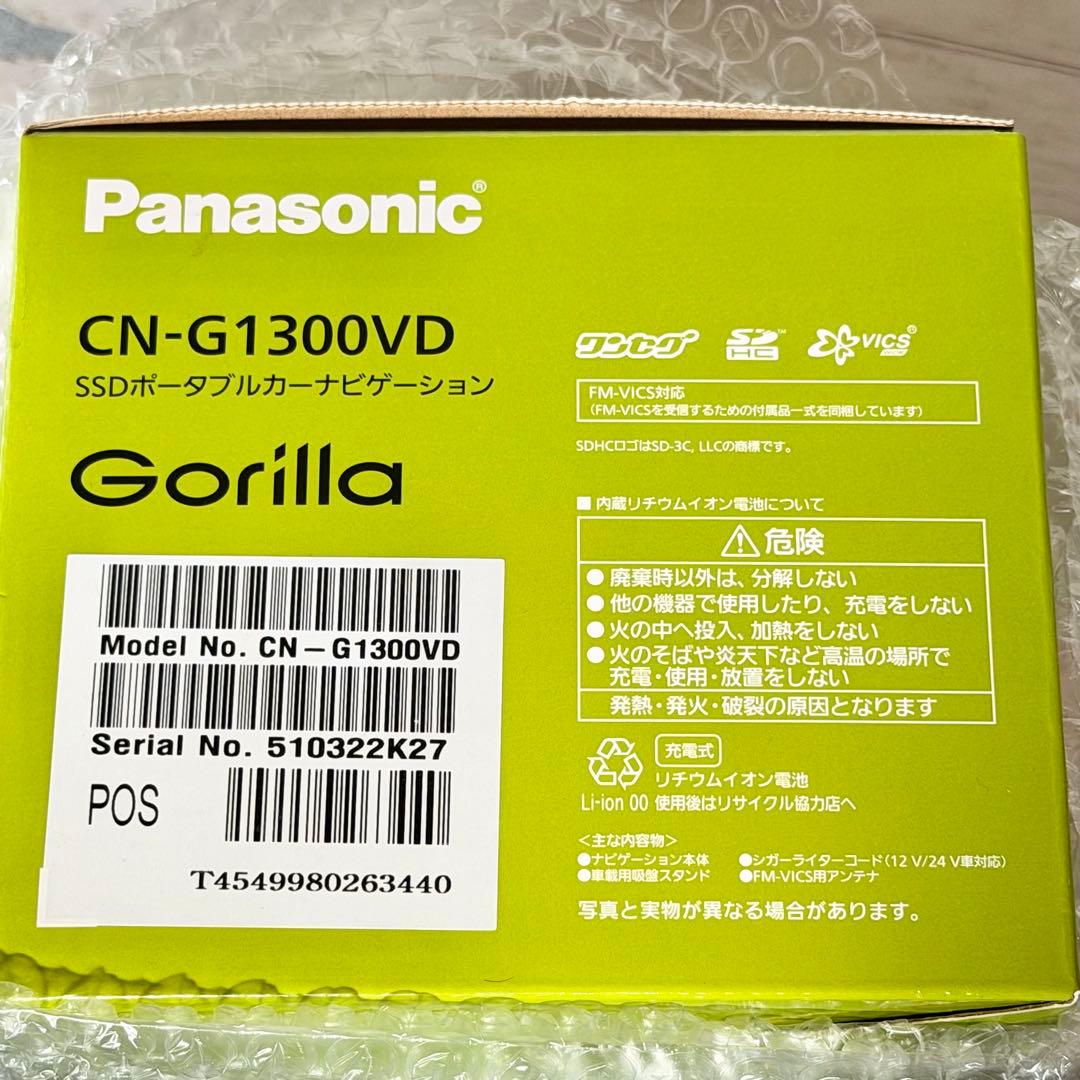 Panasonic®
CN-G1300VD
SSDポータブルカーナビゲーション
Gorilla
Model No. CN－G1300VD
Serial No. 510322K27
POS
T4549980263440
ワンセグ
SD HC™
VICS® WIDE
FM-VICS対応
（FM-VICSを受信するための付属品一式を同梱しています）
SDHCロゴはSD-3C, LLCの商標です。
■ 内蔵リチウムイオン電池について
危険
● 廃棄時以外は、分解しない
● 他の機器で使用したり、充電をしない
● 火の中へ投入、加熱をしない
● 火のそばや炎天下など高温の場所で
充電・使用・放置をしない
発熱・発火・破裂の原因となります
充電式
リチウムイオン電池
Li-ion 00 使用後はリサイクル協力店へ
＜主な内容物＞
●ナビゲーション本体 ●シガーライターコード（12 V/24 V車対応）
●車載用吸盤スタンド ●FM-VICS用アンテナ
写真と実物が異なる場合があります。